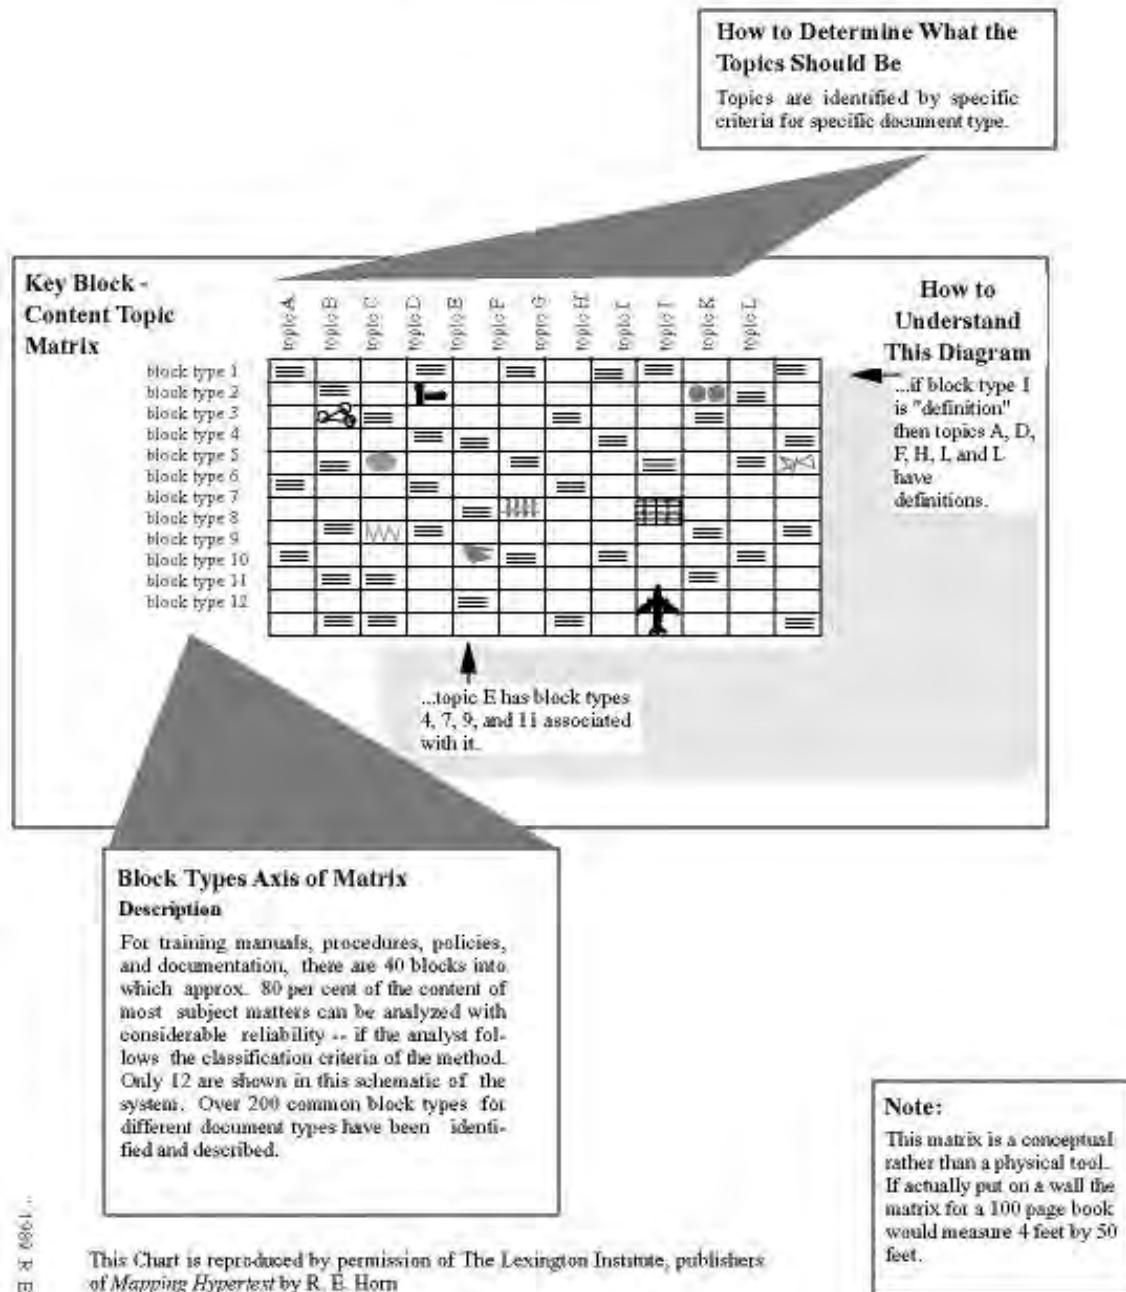 How to Determine What the
Topics Should Be
Topics are identified by specific
criteria for specific document type.
Key Block -
Content Topic
Matrix
topic A
topic B
topic C
topic D
topic E
topic F
topic G
topic H
topic I
topic J
topic K
topic L
block type 1
block type 2
block type 3
block type 4
block type 5
block type 6
block type 7
block type 8
block type 9
block type 10
block type 11
block type 12
How to
Understand
This Diagram
...if block type 1
is "definition"
then topics A, D,
F, H, I, and L
have
definitions.
...topic E has block types
4, 7, 9, and 11 associated
with it.
Block Types Axis of Matrix
Description
For training manuals, procedures, policies,
and documentation, there are 40 blocks into
which approx. 80 per cent of the content of
most subject matters can be analyzed with
considerable reliability -- if the analyst fol-
lows the classification criteria of the method.
Only 12 are shown in this schematic of the
system. Over 200 common block types for
different document types have been identi-
fied and described.
Note:
This matrix is a conceptual
rather than a physical tool.
If actually put on a wall the
matrix for a 100 page book
would measure 4 feet by 50
feet.
1989 R E
This Chart is reproduced by permission of The Lexington Institute, publishers
of Mapping Hypertext by R. E. Horn